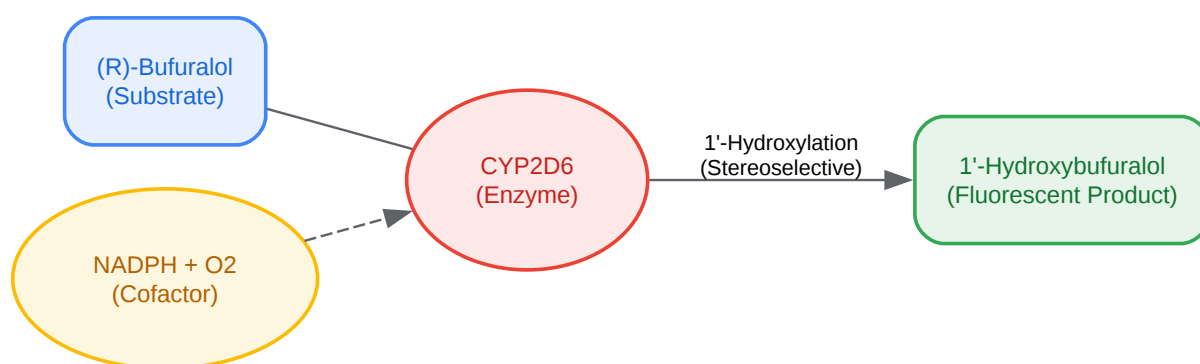 (R)-Bufuralol
(Substrate)
NADPH + O2
(Cofactor)
CYP2D6
(Enzyme)
1'-Hydroxylation
(Stereoselective)
1'-Hydroxybufuralol
(Fluorescent Product)